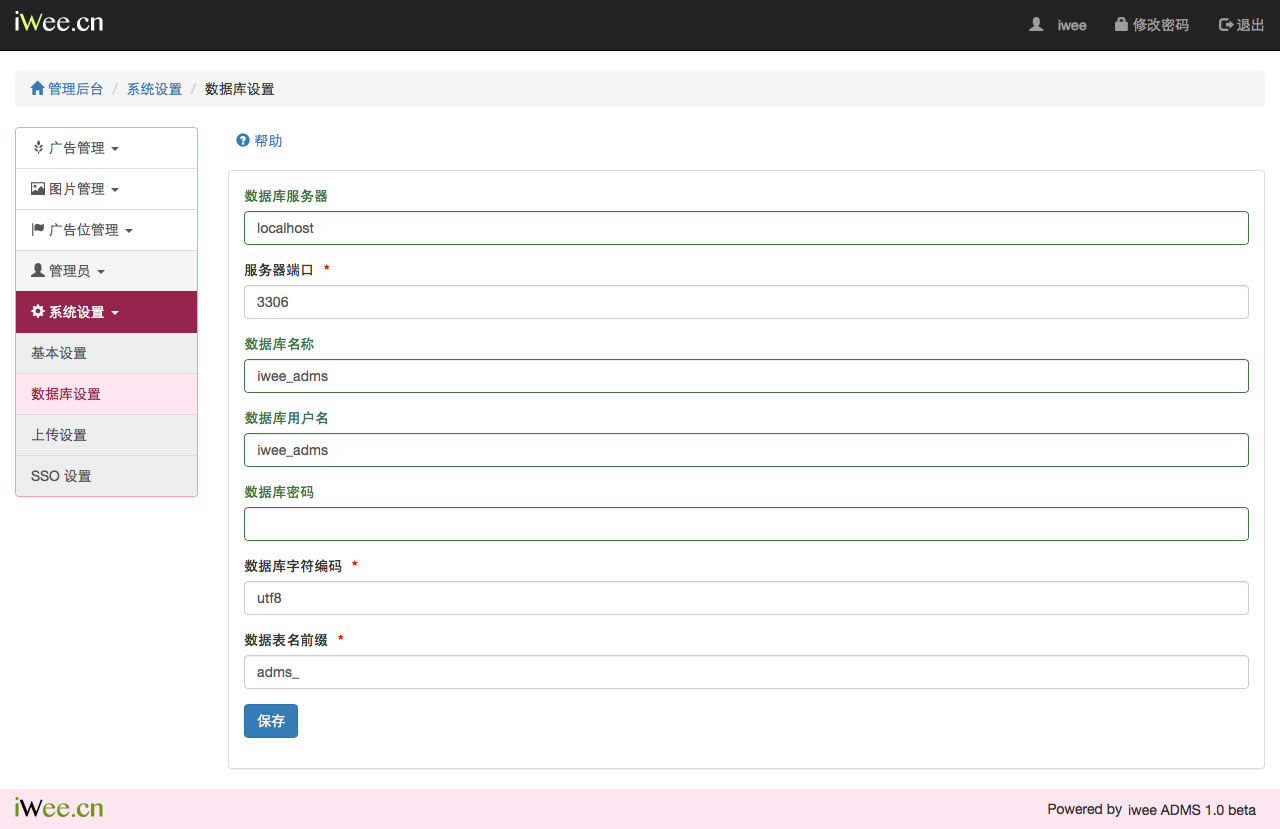 iWee.cn
iwee 修改密码 退出
管理后台 / 系统设置 / 数据库设置
广告管理
图片管理
广告位管理
管理员
系统设置
基本设置
数据库设置
上传设置
SSO 设置
帮助
数据库服务器
localhost
服务器端口 *
3306
数据库名称
iwee_adms
数据库用户名
iwee_adms
数据库密码
数据库字符编码 *
utf8
数据表名前缀 *
adms_
保存
iWee.cn
Powered by iwee ADMS 1.0 beta